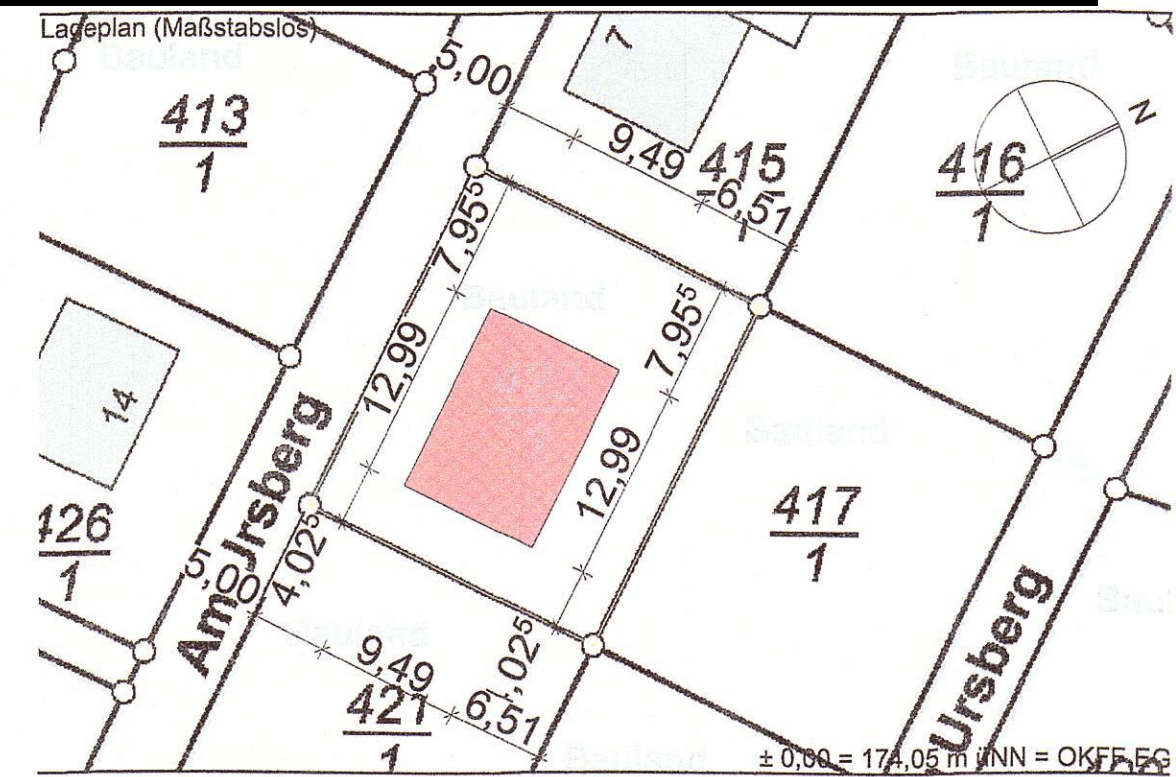 Lageplan (Maßstabslos)
Bauland
Bauland
7
5,00
N
413
1
9,49
415
1
416
1
6,51
7,95⁵
Bauland
7,95⁵
12,99
14
Bauland
12,99
417
1
426
1
Am Ursberg
4,02⁵
5,00
Bauland
9,49
421
1
6,51
Ursberg
Bauland
± 0,00 = 174,05 m üNN = OKFF EG